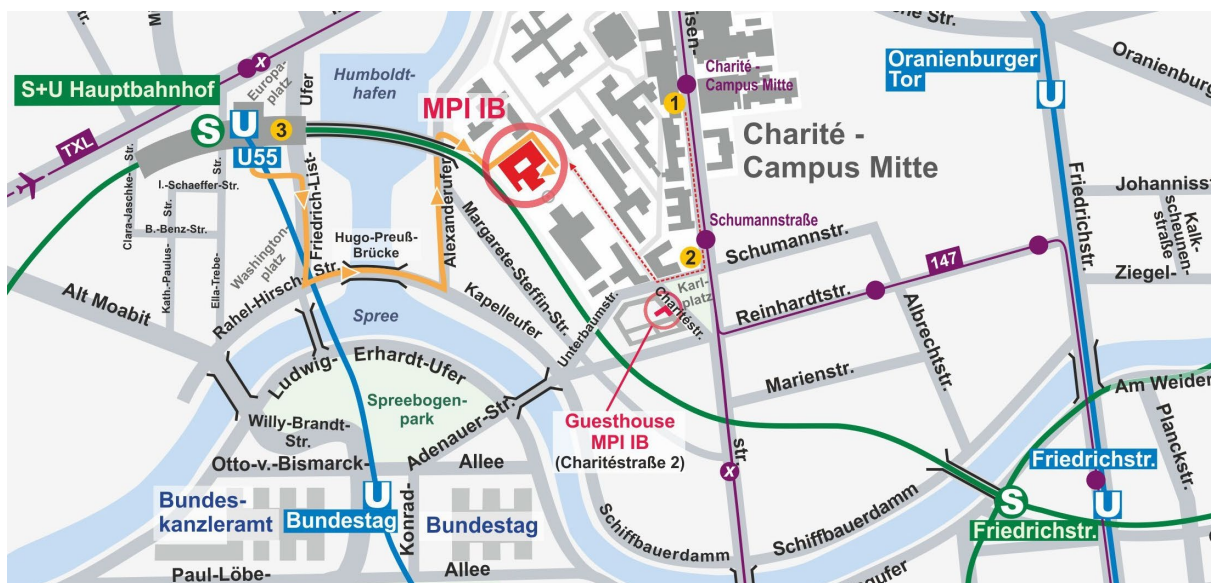 S+U Hauptbahnhof
TXL
x
Europa-
platz
Ufer
Humboldt-
hafen
MPI IB
eisen-
1
Charité -
Campus Mitte
Charité -
Campus Mitte
Oranienburger
Tor
U
Oranienburg
Str.
S
U
3
U55
Clara-Jaschke-Str.
I.-Schaeffer-Str.
Str.
B.-Benz-Str.
Kath.-Paulus-
Str.
Ella-Trebe-
Washington-
platz
Friedrich-List-
Hugo-Preuß-
Brücke
Alexanderufer
Margarete-Steffin-Str.
Rahel-Hirsch-Str.
Kapelleufer
Alt Moabit
Spree
Schumannstraße
2
Schumannstr.
Karl-
platz
Charitéstr.
Unterbaumstr.
147
Reinhardtstr.
Albrechtstr.
Marienstr.
Friedrichstr.
Johannisst
Kalk-
scheunen-
straße
Ziegel-
Am Weiden
Planckstr.
Ludwig-
Erhardt-Ufer
Spreebogen-
park
Willy-Brandt-
Str.
Adenauer-Str.
Otto-v.-Bismarck-
Allee
Guesthouse
MPI IB
(Charitéstraße 2)
str.
x
Bundes-
kanzleramt
U
Bundestag
Konrad-
Bundestag
Schiffbauerdamm
Schiffbauerdamm
Friedrichstr.
S
U
Friedrichstr.
Paul-Löbe-
Allee
gufer